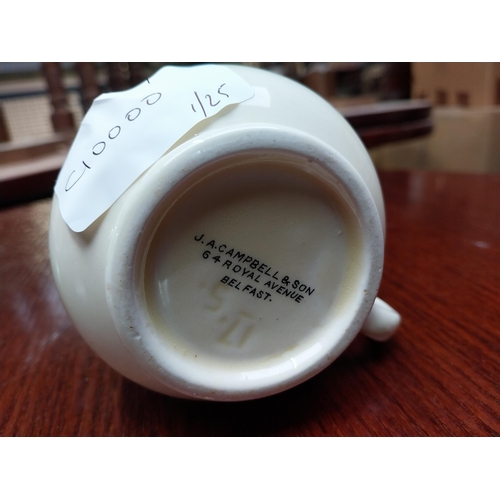 C10000
1/25
J.A.CAMPBELL & SON
64 ROYAL AVENUE
BELFAST.